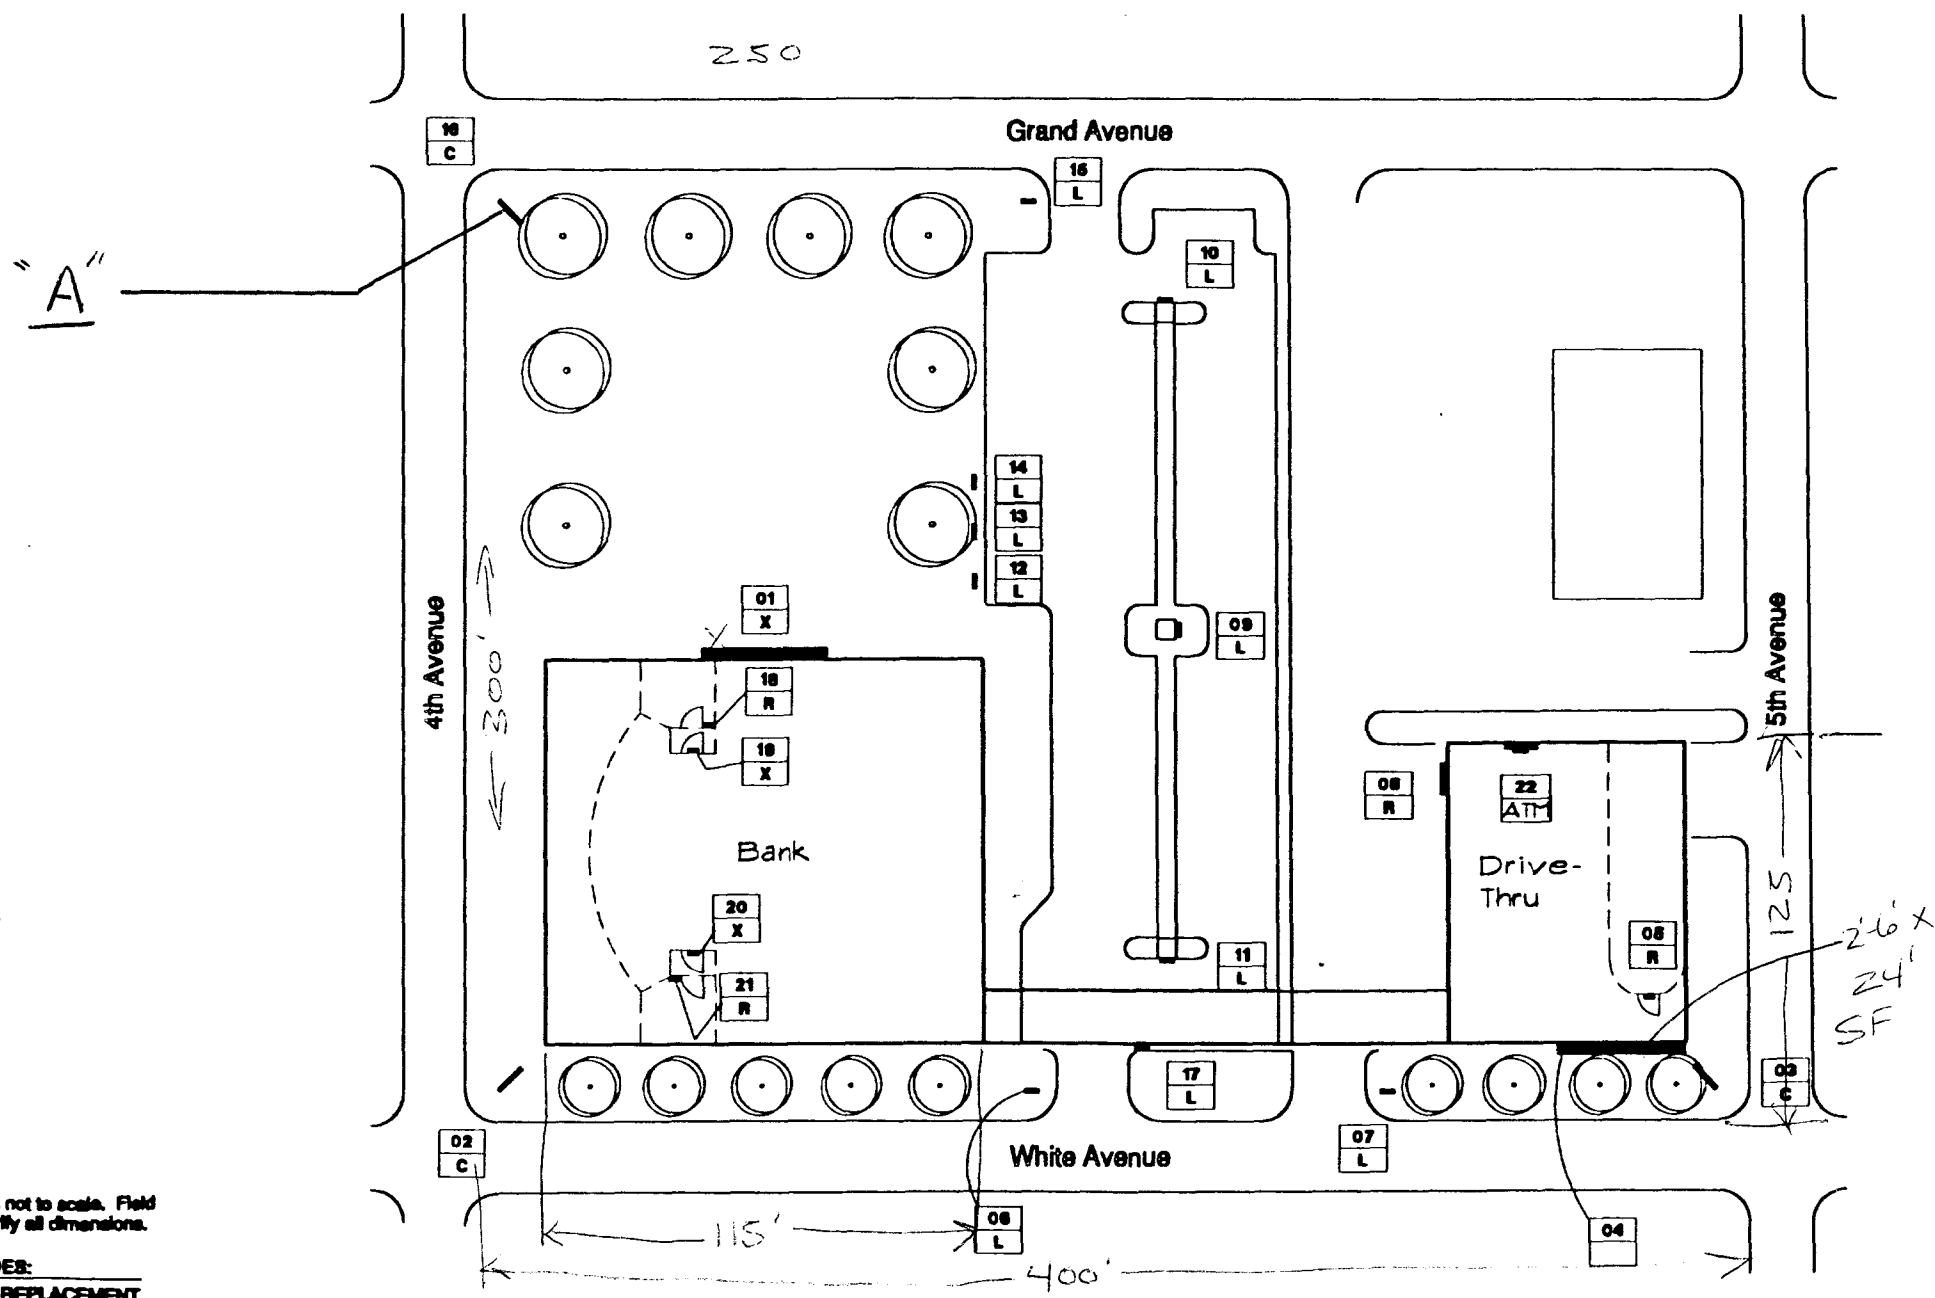 250
Grand Avenue
16
C
15
L
10
L
"A"
14
L
13
L
12
L
01
X
09
L
4th Avenue
300'
5th Avenue
18
R
19
X
08
R
22
ATM
Bank
Drive-
Thru
125
20
X
05
R
2'6" X
24'
SF
11
L
21
R
17
L
03
C
02
C
White Avenue
07
L
not to scale. Field
all dimensions.
115'
06
L
04
400'
REPLACEMENT